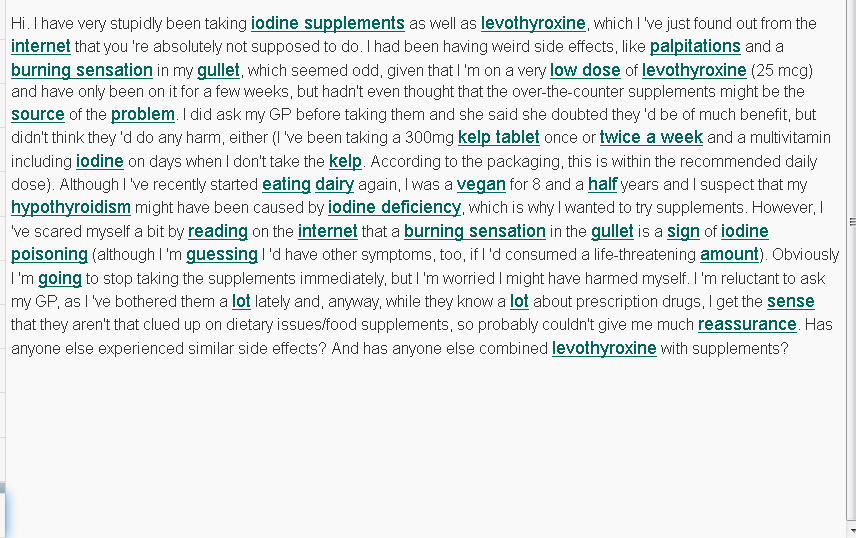 Hi. I have very stupidly been taking iodine supplements as well as levothyroxine, which I 've just found out from the
internet that you 're absolutely not supposed to do. I had been having weird side effects, like palpitations and a
burning sensation in my gullet, which seemed odd, given that I 'm on a very low dose of levothyroxine (25 mcg)
and have only been on it for a few weeks, but hadn't even thought that the over-the-counter supplements might be the
source of the problem. I did ask my GP before taking them and she said she doubted they 'd be of much benefit, but
didn't think they 'd do any harm, either (I 've been taking a 300mg kelp tablet once or twice a week and a multivitamin
including iodine on days when I don't take the kelp. According to the packaging, this is within the recommended daily
dose). Although I 've recently started eating dairy again, I was a vegan for 8 and a half years and I suspect that my
hypothyroidism might have been caused by iodine deficiency, which is why I wanted to try supplements. However, I
've scared myself a bit by reading on the internet that a burning sensation in the gullet is a sign of iodine
poisoning (although I 'm guessing I 'd have other symptoms, too, if I 'd consumed a life-threatening amount). Obviously
I 'm going to stop taking the supplements immediately, but I 'm worried I might have harmed myself. I 'm reluctant to ask
my GP, as I 've bothered them a lot lately and, anyway, while they know a lot about prescription drugs, I get the sense
that they aren't that clued up on dietary issues/food supplements, so probably couldn't give me much reassurance. Has
anyone else experienced similar side effects? And has anyone else combined levothyroxine with supplements?